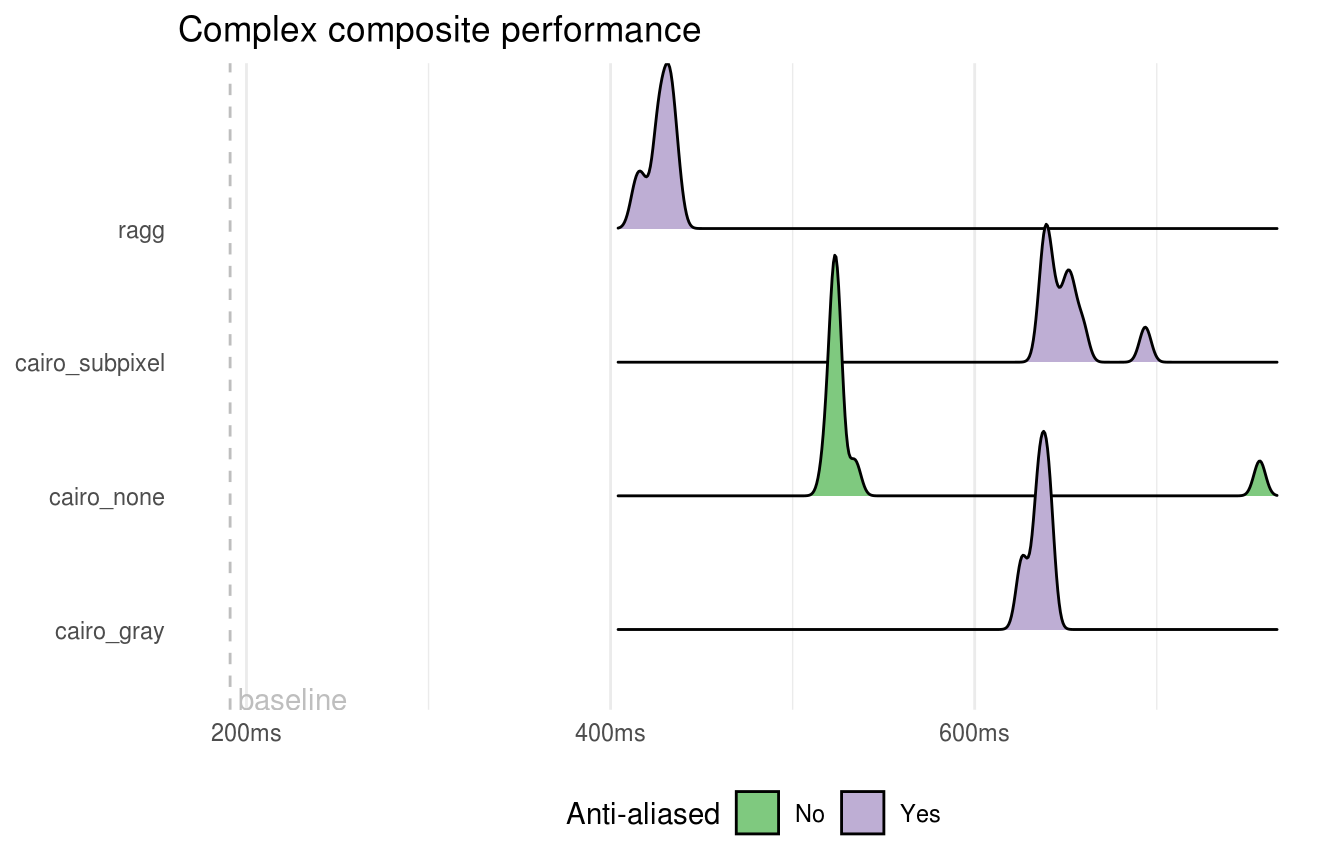 Complex composite performance
ragg
cairo_subpixel
cairo_none
cairo_gray
baseline
200ms 400ms 600ms
Anti-aliased No Yes